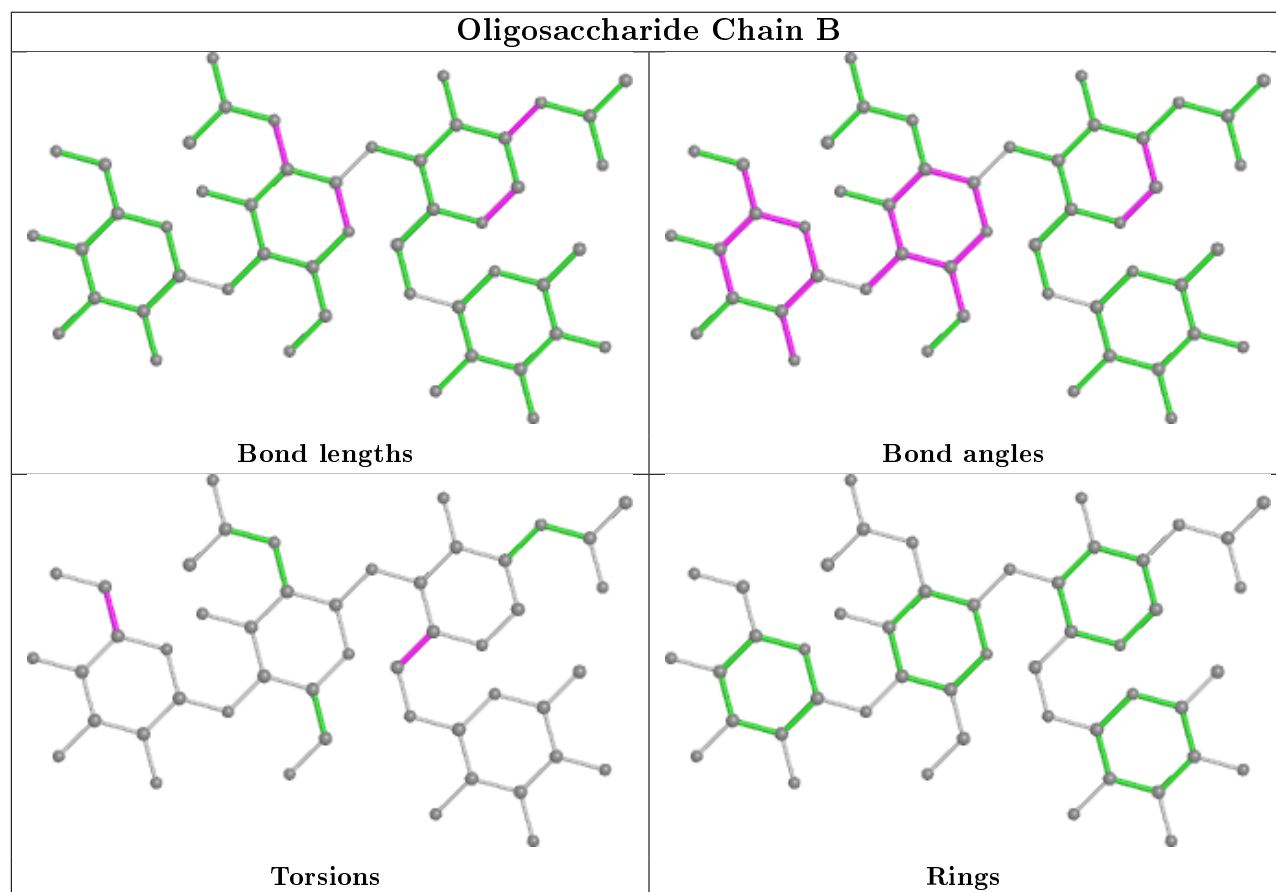 Oligosaccharide Chain B
Bond lengths
Bond angles
Torsions
Rings